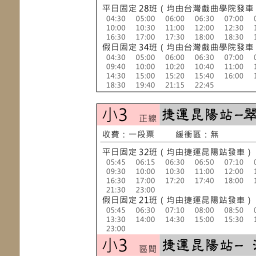 平日固定 28班（均由台灣戲曲學院發車
04:30 05:00 06:00 06:30 07:00
10:00 10:30 11:00 12:00 12:30
16:30 17:00 17:30 18:00 18:30
假日固定 34班（均由台灣戲曲學院發車
04:30 05:00 06:00 06:30 07:00
09:40 10:00 10:20 10:40 11:00
14:30 15:00 15:20 15:40 16:00
18:30 19:40 21:15 22:45
小3 正線 捷運昆陽站--翠
收費：一段票 緩衝區：無
平日固定 32班（均由捷運昆陽站發車）
05:45 06:15 06:30 06:50 07:10
09:30 10:00 10:30 11:00 12:00
16:30 17:00 17:20 17:40 18:00
21:30 23:00
假日固定 21班（均由捷運昆陽站發車）
05:45 06:30 07:10 08:00 08:50
13:30 14:00 14:30 15:00 15:30
23:00
小3 區間 捷運昆陽站--